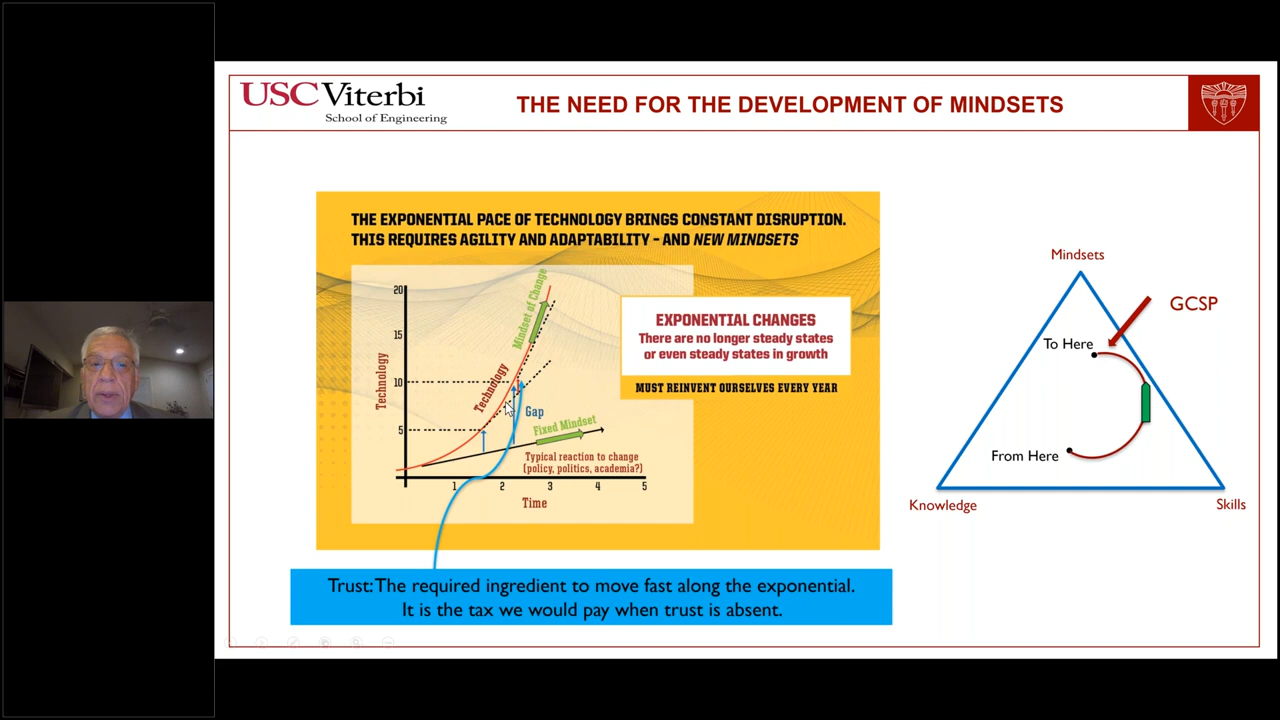 USC Viterbi
School of Engineering
THE NEED FOR THE DEVELOPMENT OF MINDSETS
THE EXPONENTIAL PACE OF TECHNOLOGY BRINGS CONSTANT DISRUPTION.
THIS REQUIRES AGILITY AND ADAPTABILITY - AND NEW MINDSETS
20
15
10
5
Technology
Technology
Mindset of Change
Gap
Fixed Mindset
Typical reaction to change
(policy, politics, academia?)
1
2
3
4
5
Time
EXPONENTIAL CHANGES
There are no longer steady states
or even steady states in growth
MUST REINVENT OURSELVES EVERY YEAR
Trust: The required ingredient to move fast along the exponential.
It is the tax we would pay when trust is absent.
Mindsets
GCSP
To Here
From Here
Knowledge
Skills